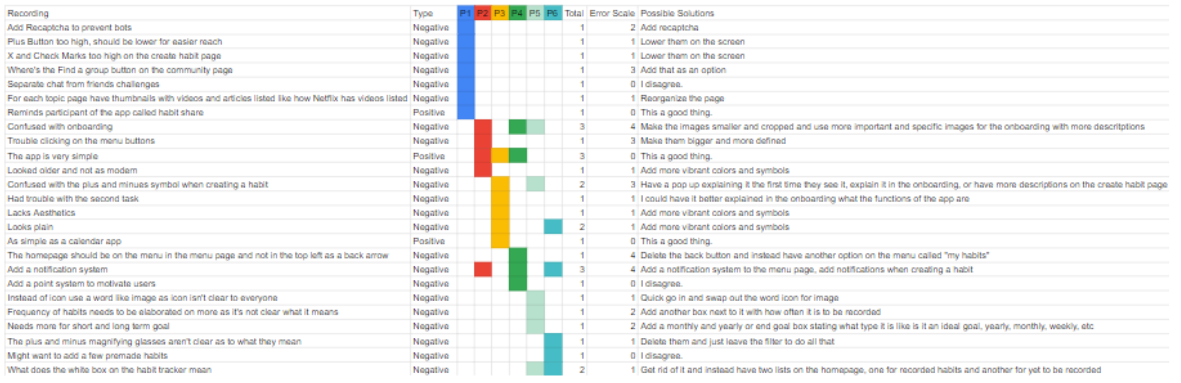 Recording Type P1 P2 P3 P4 P5 P6 Total Error Scale Possible Solutions
Add Recaptcha to prevent bots Negative 1 2 Add recaptcha
Plus Button too high, should be lower for easier reach Negative 1 1 Lower them on the screen
X and Check Marks too high on the create habit page Negative 1 1 Lower them on the screen
Where's the Find a group button on the community page Negative 1 3 Add that as an option
Separate chat from friends challenges Negative 1 0 I disagree.
For each topic page have thumbnails with videos and articles listed like how Netflix has videos listed Negative 1 1 Reorganize the page
Reminds participant of the app called habit share Positive 1 0 This a good thing.
Confused with onboarding Negative 3 4 Make the images smaller and cropped and use more important and specific images for the onboarding with more descritptions
Trouble clicking on the menu buttons Negative 1 3 Make them bigger and more defined
The app is very simple Positive 3 0 This a good thing.
Looked older and not as modern Negative 1 1 Add more vibrant colors and symbols
Confused with the plus and minues symbol when creating a habit Negative 2 3 Have a pop up explaining it the first time they see it, explain it in the onboarding, or have more descriptions on the create habit page
Had trouble with the second task Negative 1 1 I could have it better explained in the onboarding what the functions of the app are
Lacks Aesthetics Negative 1 1 Add more vibrant colors and symbols
Looks plain Negative 2 1 Add more vibrant colors and symbols
As simple as a calendar app Positive 1 0 This a good thing.
The homepage should be on the menu in the menu page and not in the top left as a back arrow Negative 1 4 Delete the back button and instead have another option on the menu called "my habits"
Add a notification system Negative 3 4 Add a notification system to the menu page, add notifications when creating a habit
Add a point system to motivate users Negative 1 0 I disagree.
Instead of icon use a word like image as icon isn't clear to everyone Negative 1 1 Quick go in and swap out the word icon for image
Frequency of habits needs to be elaborated on more as it's not clear what it means Negative 1 2 Add another box next to it with how often it is to be recorded
Needs more for short and long term goal Negative 1 2 Add a monthly and yearly or end goal box stating what type it is like is it an ideal goal, yearly, monthly, weekly, etc
The plus and minus magnifying glasses aren't clear as to what they mean Negative 1 1 Delete them and just leave the filter to do all that
Might want to add a few premade habits Negative 1 0 I disagree.
What does the white box on the habit tracker mean Negative 2 1 Get rid of it and instead have two lists on the homepage, one for recorded habits and another for yet to be recorded